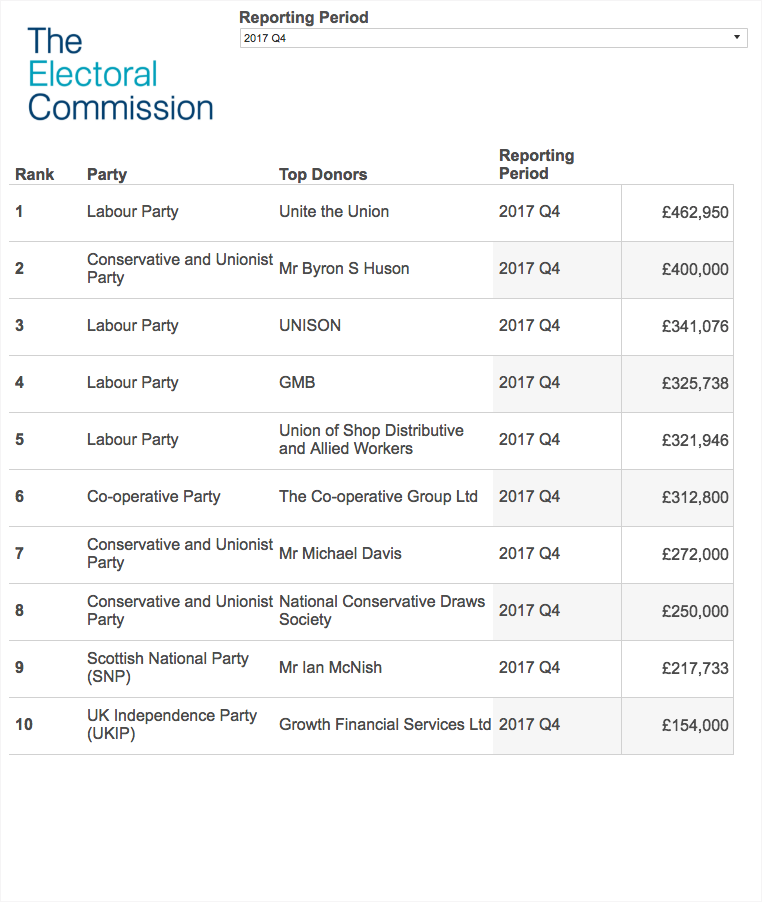 Reporting Period
2017 Q4
The
Electoral
Commission
Rank Party Top Donors Reporting Period
1 Labour Party Unite the Union 2017 Q4 £462,950
2 Conservative and Unionist Party Mr Byron S Huson 2017 Q4 £400,000
3 Labour Party UNISON 2017 Q4 £341,076
4 Labour Party GMB 2017 Q4 £325,738
5 Labour Party Union of Shop Distributive and Allied Workers 2017 Q4 £321,946
6 Co-operative Party The Co-operative Group Ltd 2017 Q4 £312,800
7 Conservative and Unionist Party Mr Michael Davis 2017 Q4 £272,000
8 Conservative and Unionist Party National Conservative Draws Society 2017 Q4 £250,000
9 Scottish National Party (SNP) Mr Ian McNish 2017 Q4 £217,733
10 UK Independence Party (UKIP) Growth Financial Services Ltd 2017 Q4 £154,000